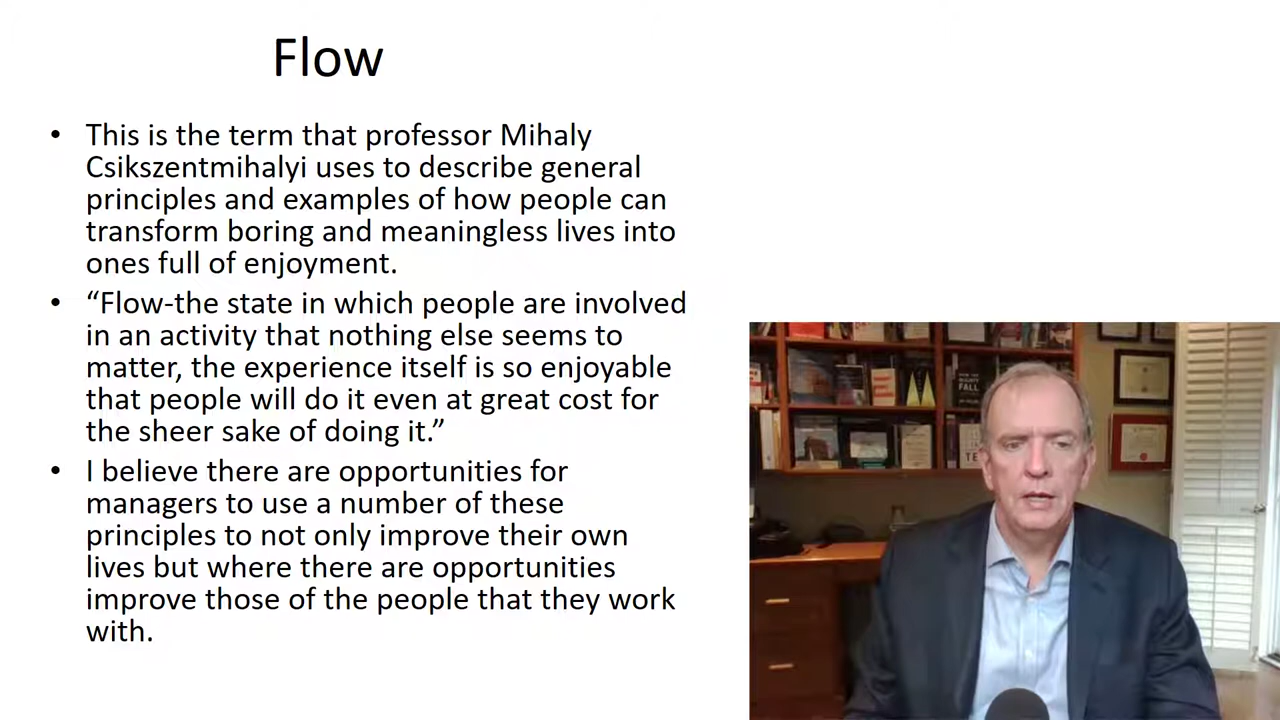 Flow
• This is the term that professor Mihaly
Csikszentmihalyi uses to describe general
principles and examples of how people can
transform boring and meaningless lives into
ones full of enjoyment.
• “Flow-the state in which people are involved
in an activity that nothing else seems to
matter, the experience itself is so enjoyable
that people will do it even at great cost for
the sheer sake of doing it.”
• I believe there are opportunities for
managers to use a number of these
principles to not only improve their own
lives but where there are opportunities
improve those of the people that they work
with.
FALL